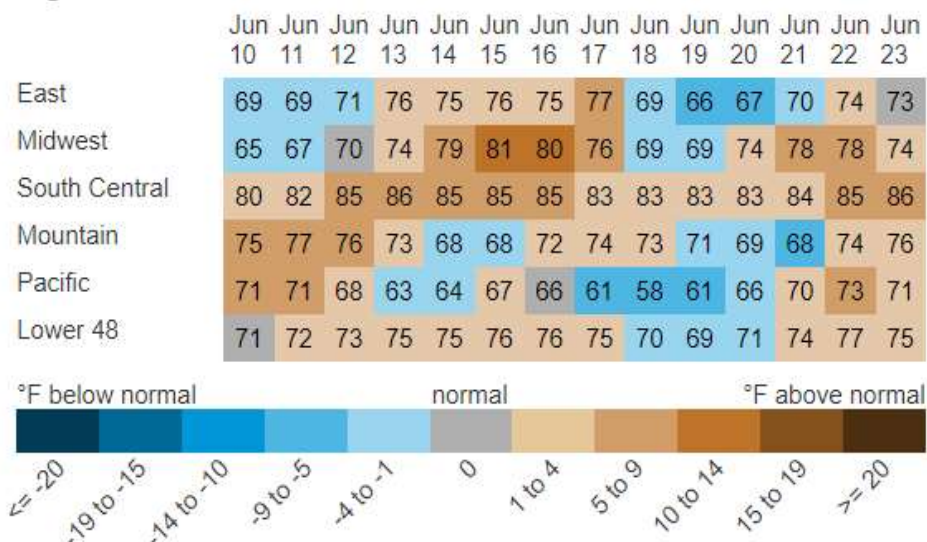 Jun Jun Jun Jun Jun Jun Jun Jun Jun Jun Jun Jun Jun Jun
10 11 12 13 14 15 16 17 18 19 20 21 22 23
East 69 69 71 76 75 76 75 77 69 66 67 70 74 73
Midwest 65 67 70 74 79 81 80 76 69 69 74 78 78 74
South Central 80 82 85 86 85 85 85 83 83 83 83 84 85 86
Mountain 75 77 76 73 68 68 72 74 73 71 69 68 74 76
Pacific 71 71 68 63 64 67 66 61 58 61 66 70 73 71
Lower 48 71 72 73 75 75 76 76 75 70 69 71 74 77 75
°F below normal normal °F above normal
<= -20 -19 to -15 -14 to -10 -9 to -5 -4 to -1 0 1 to 4 5 to 9 10 to 14 15 to 19 >= 20